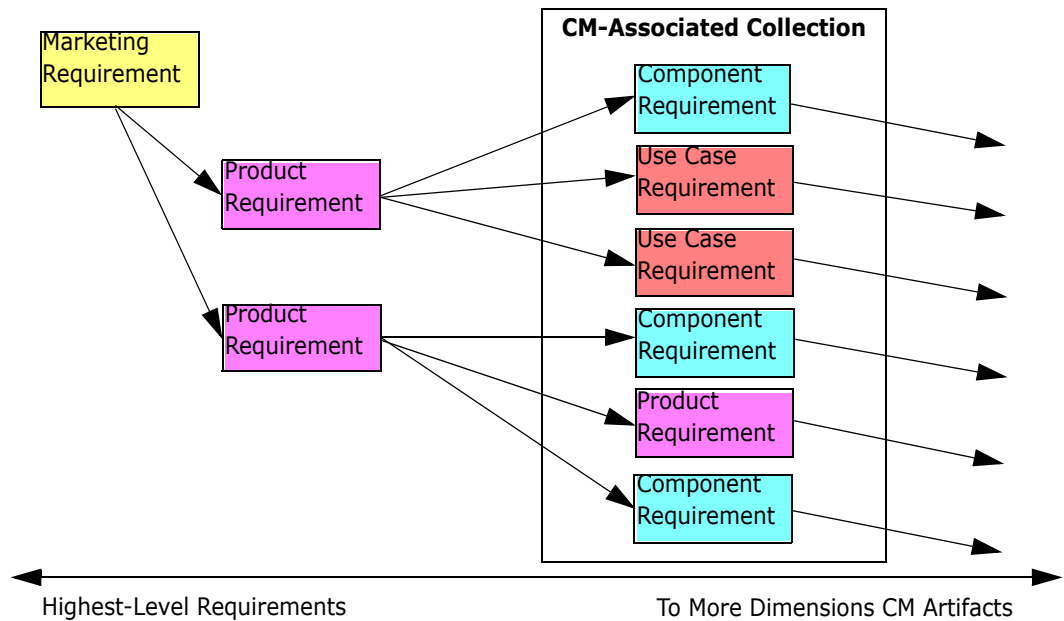 CM-Associated Collection
Marketing
Requirement
Product
Requirement
Product
Requirement
Component
Requirement
Use Case
Requirement
Use Case
Requirement
Component
Requirement
Product
Requirement
Component
Requirement
Highest-Level Requirements
To More Dimensions CM Artifacts